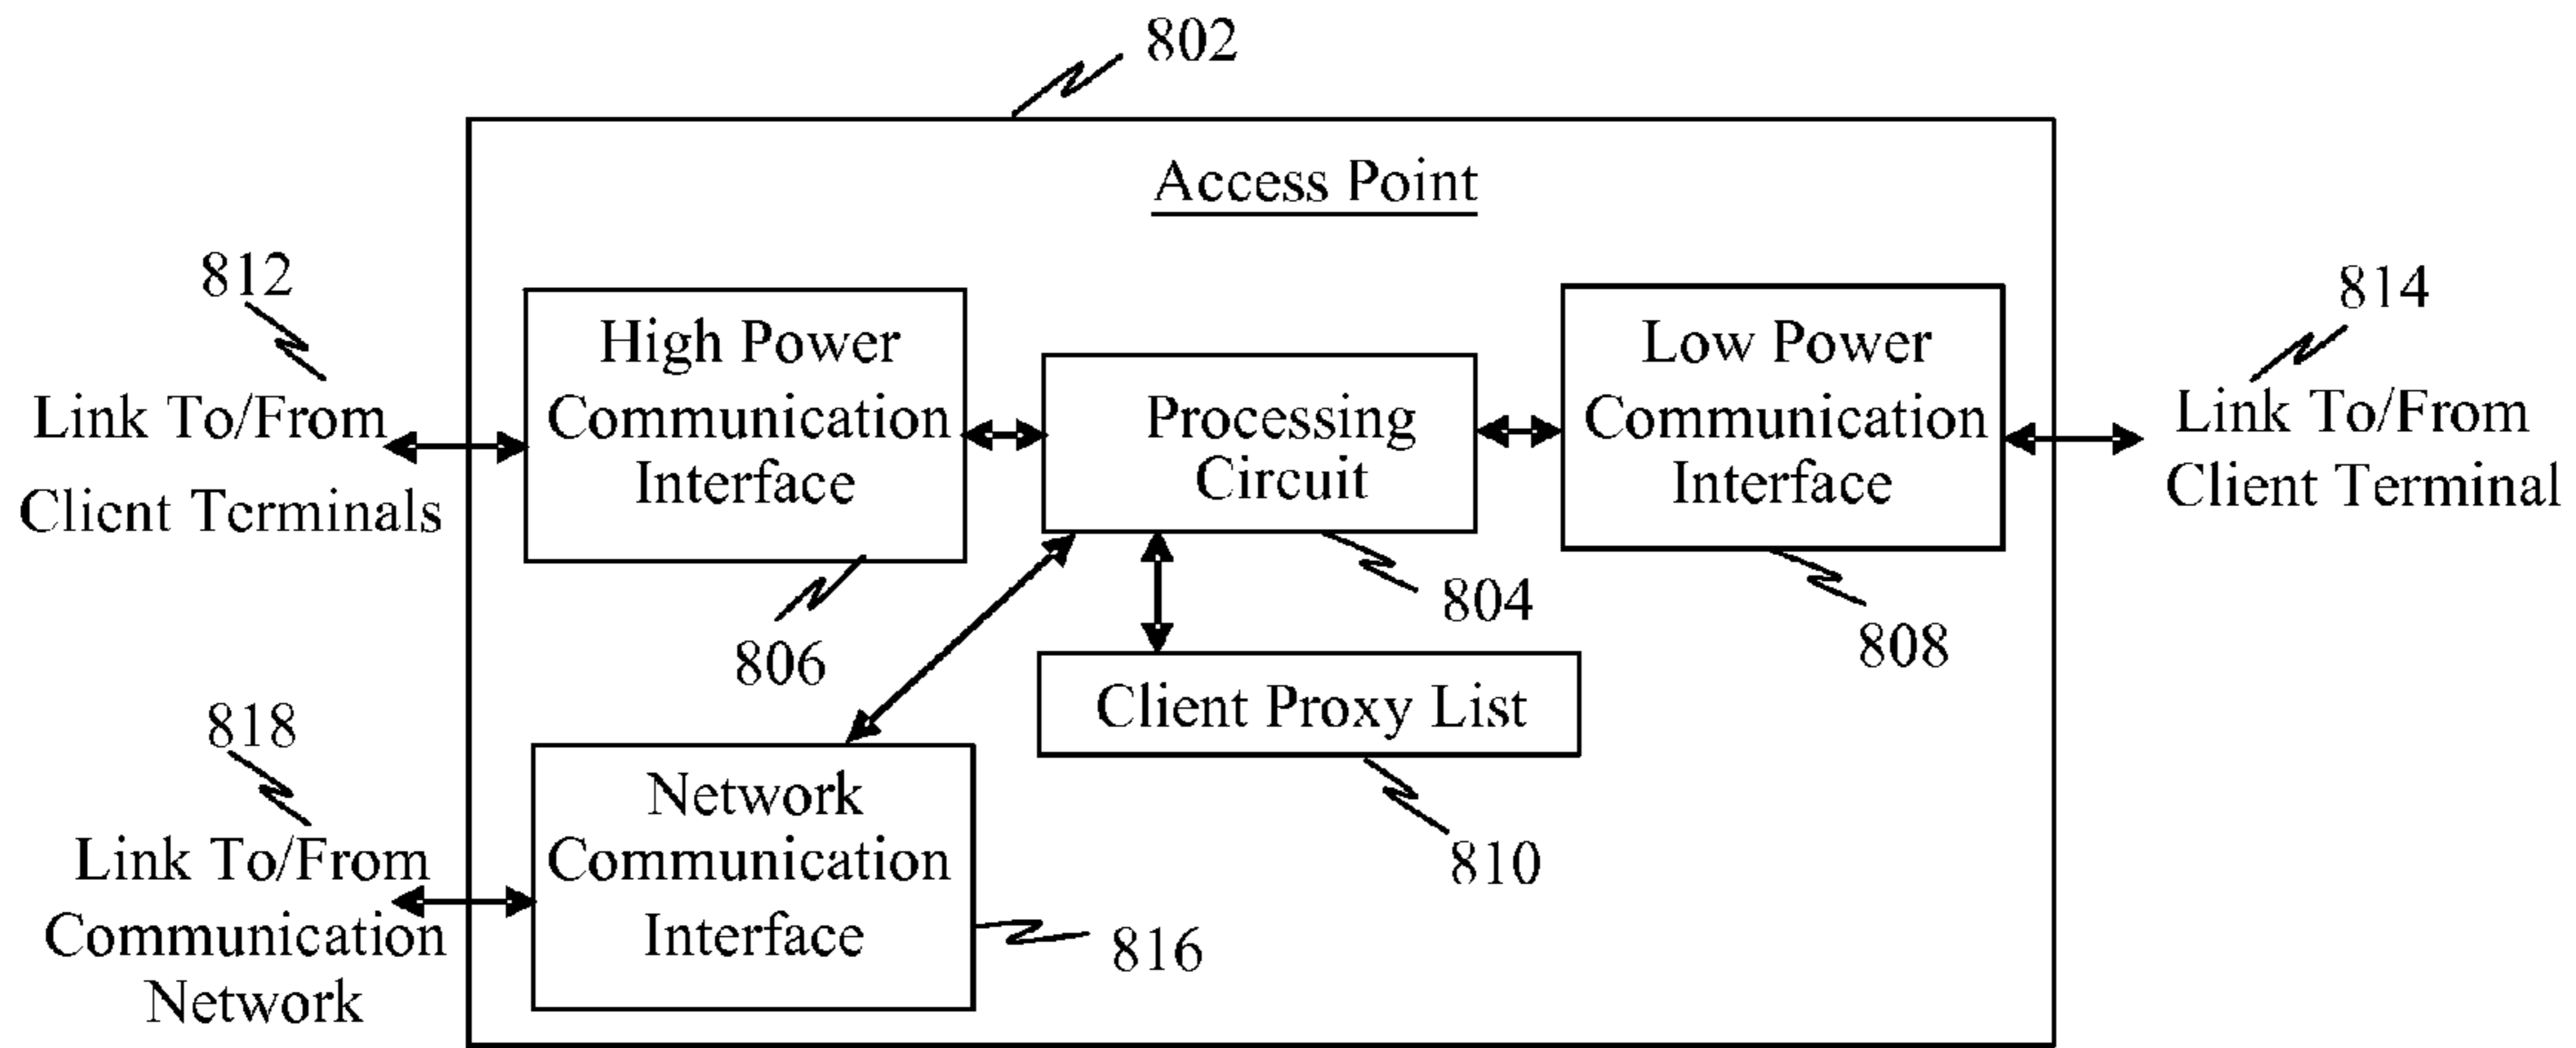 802
Access Point
812
Link To/From
Client Terminals
High Power
Communication
Interface
806
Processing
Circuit
804
Low Power
Communication
Interface
808
814
Link To/From
Client Terminal
Client Proxy List
810
818
Link To/From
Communication
Network
Network
Communication
Interface
816